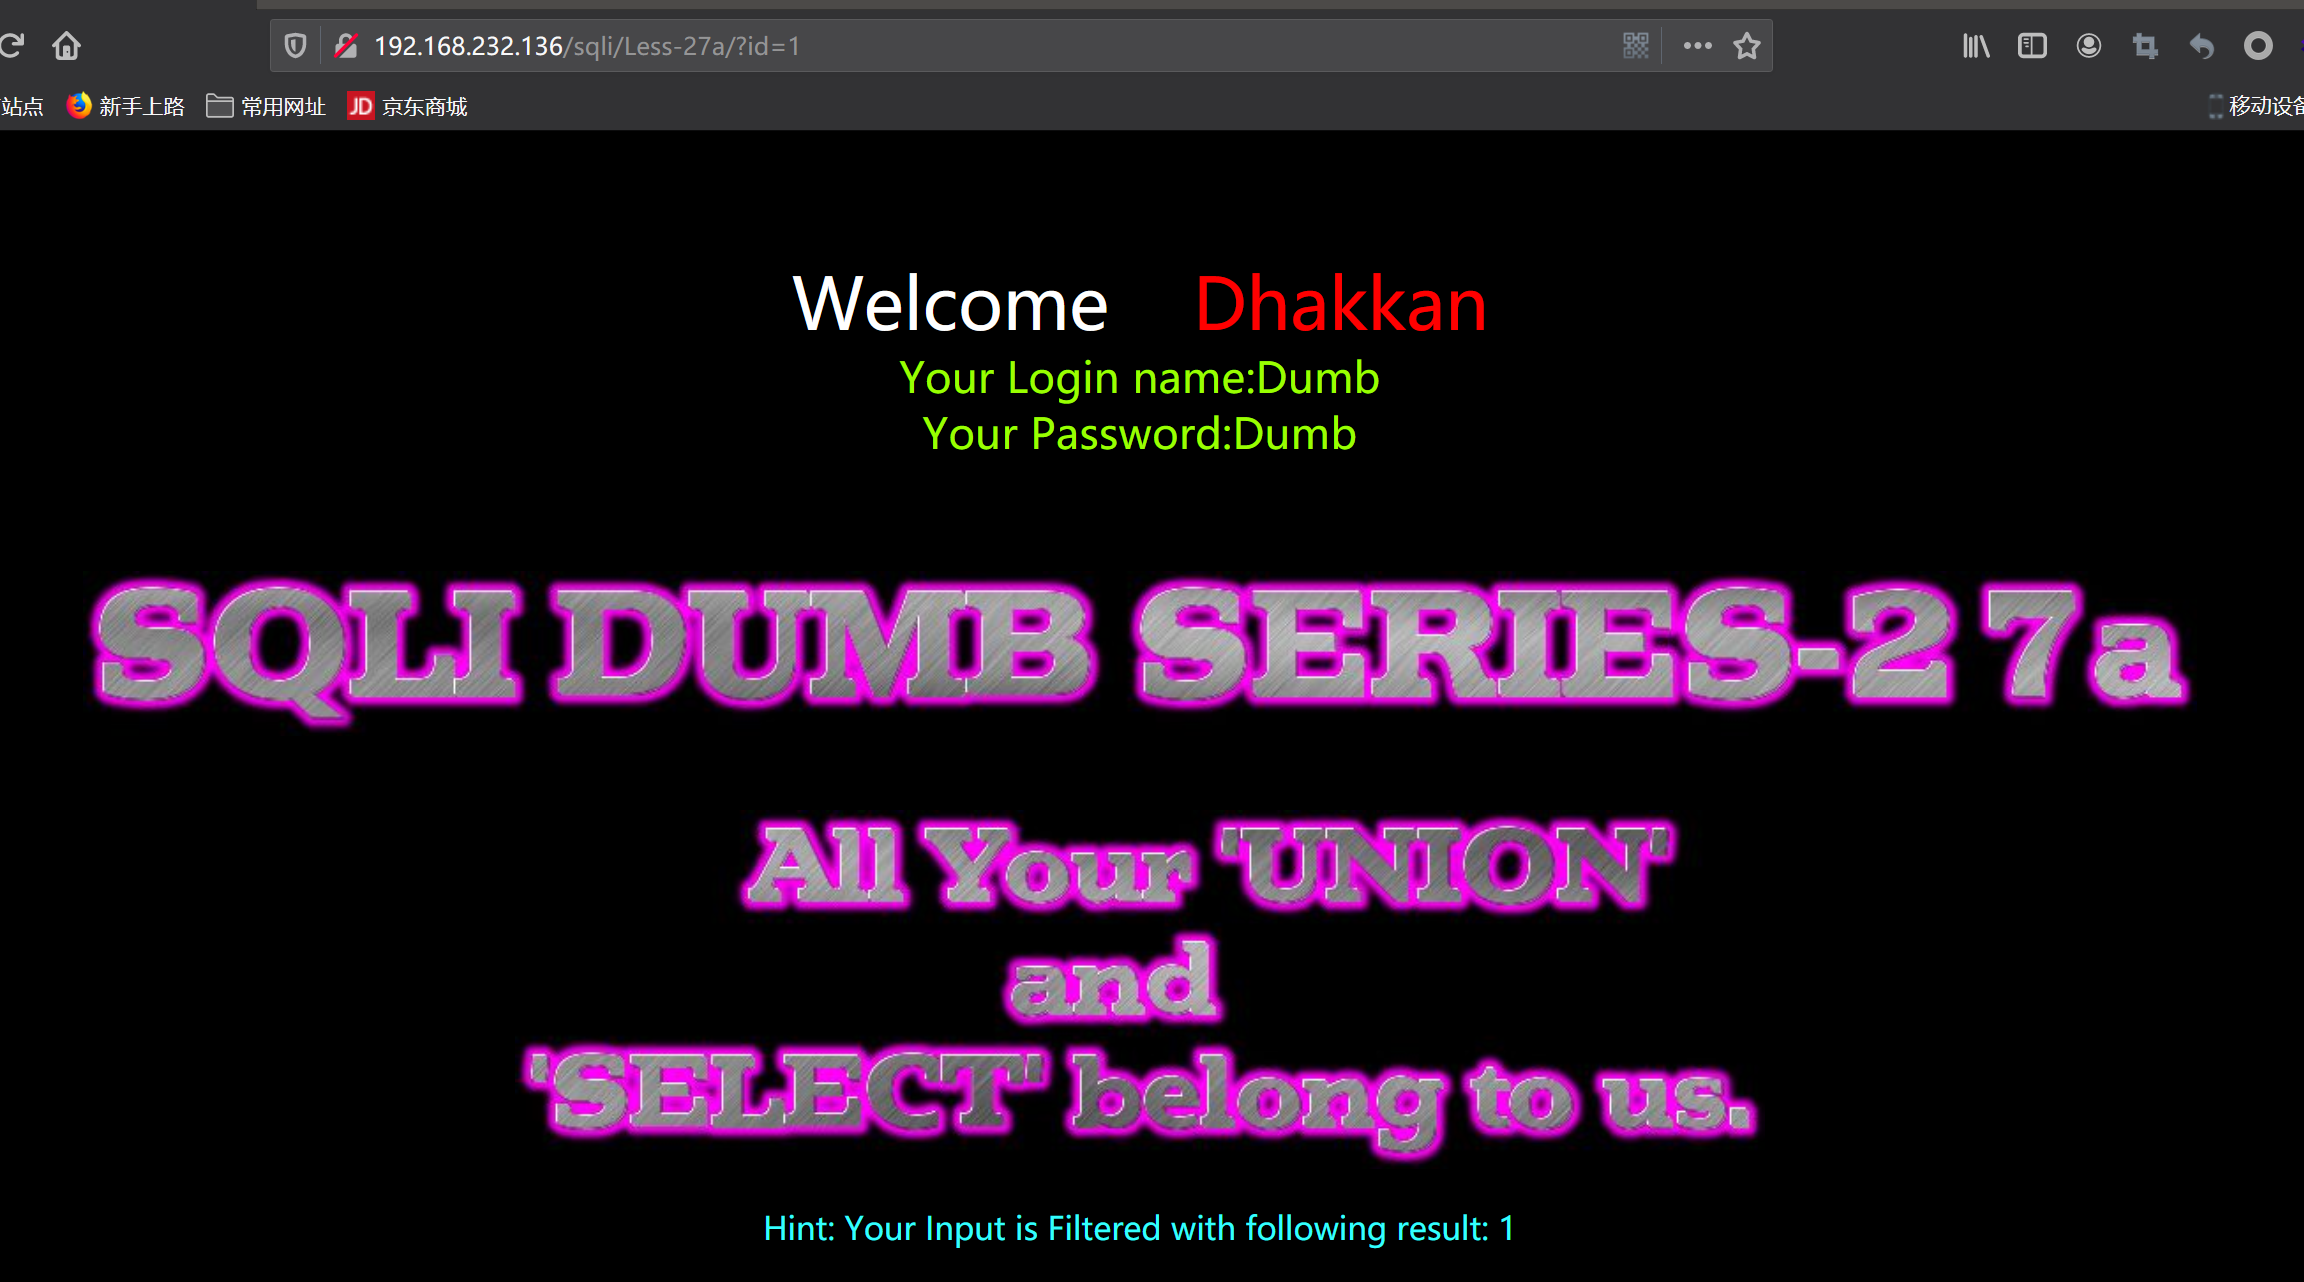 192.168.232.136/sqli/Less-27a/?id=1
站点 新手上路 常用网址 JD 京东商城 移动设备
Welcome Dhakkan
Your Login name:Dumb
Your Password:Dumb
SQLI DUMB SERIES-27a
All Your 'UNION'
and
'SELECT' belong to us.
Hint: Your Input is Filtered with following result: 1